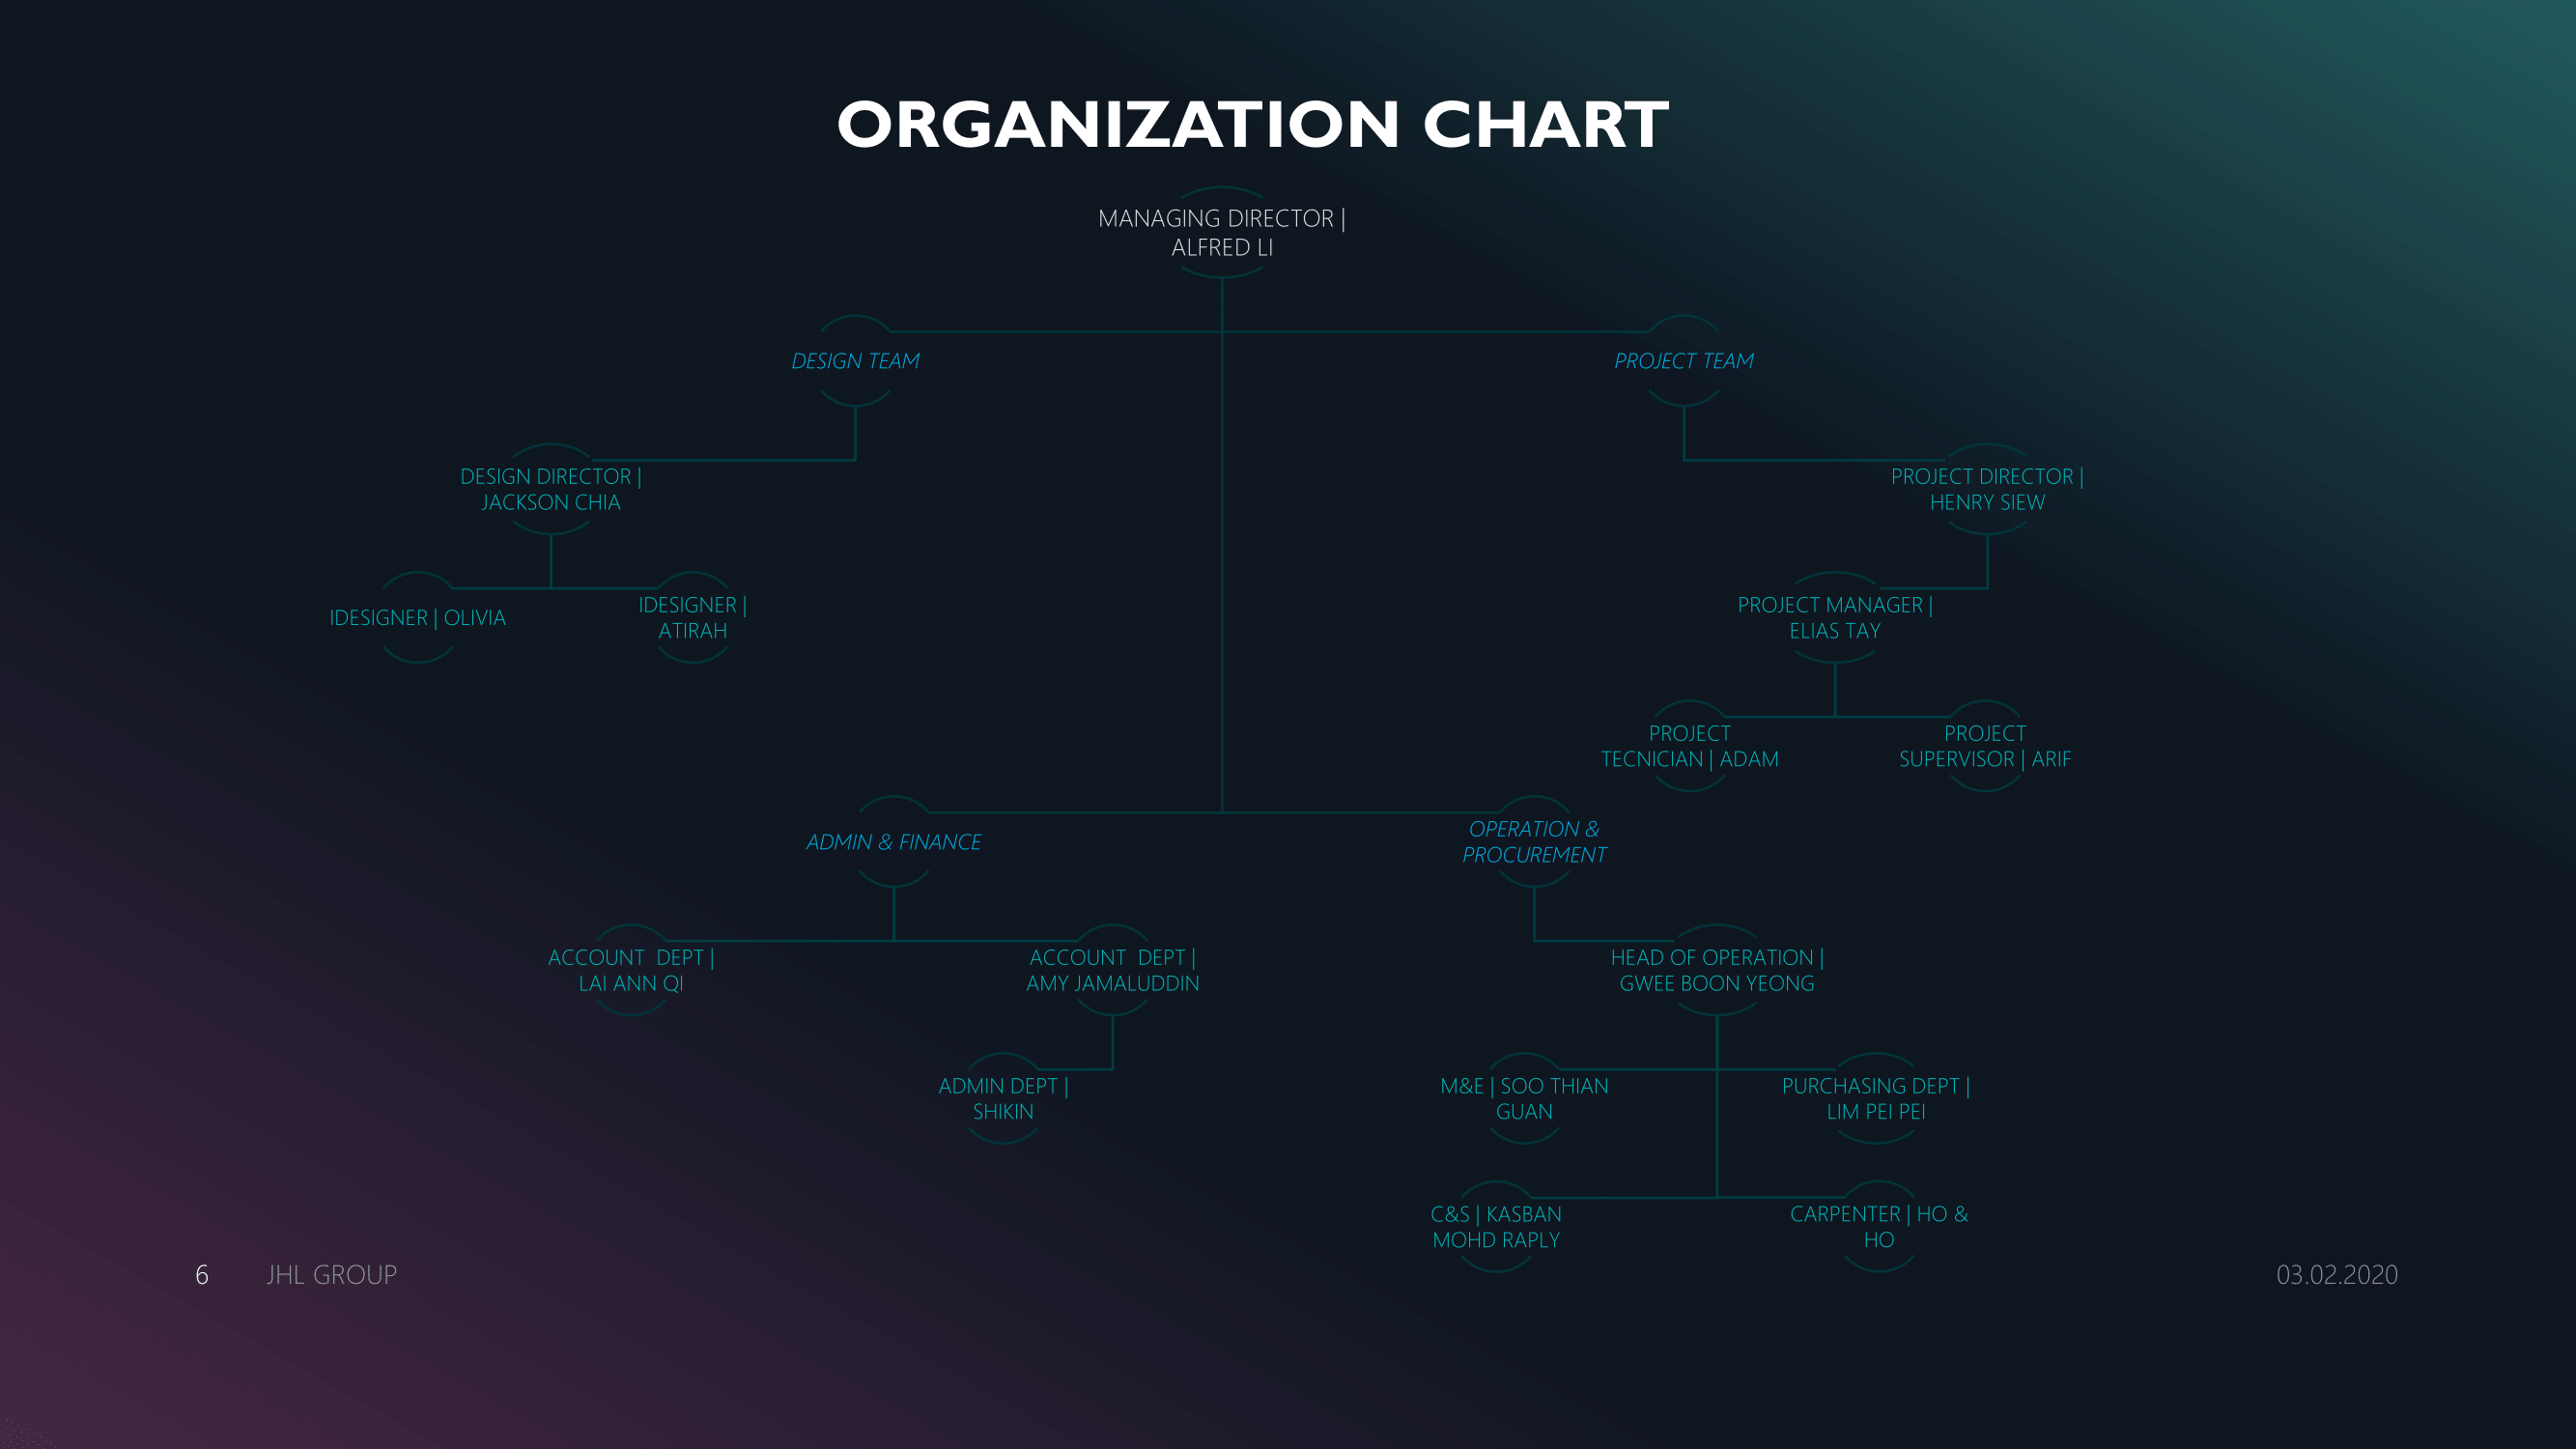 ORGANIZATION CHART
MANAGING DIRECTOR |
ALFRED LI
DESIGN TEAM
PROJECT TEAM
DESIGN DIRECTOR |
JACKSON CHIA
PROJECT DIRECTOR |
HENRY SIEW
IDESIGNER | OLIVIA
IDESIGNER |
ATIRAH
PROJECT MANAGER |
ELIAS TAY
PROJECT
TECNICIAN | ADAM
PROJECT
SUPERVISOR | ARIF
ADMIN & FINANCE
OPERATION &
PROCUREMENT
ACCOUNT  DEPT |
LAI ANN QI
ACCOUNT  DEPT |
AMY JAMALUDDIN
HEAD OF OPERATION |
GWEE BOON YEONG
ADMIN DEPT |
SHIKIN
M&E | SOO THIAN
GUAN
PURCHASING DEPT |
LIM PEI PEI
C&S | KASBAN
MOHD RAPLY
CARPENTER | HO &
HO
6
JHL GROUP
03.02.2020